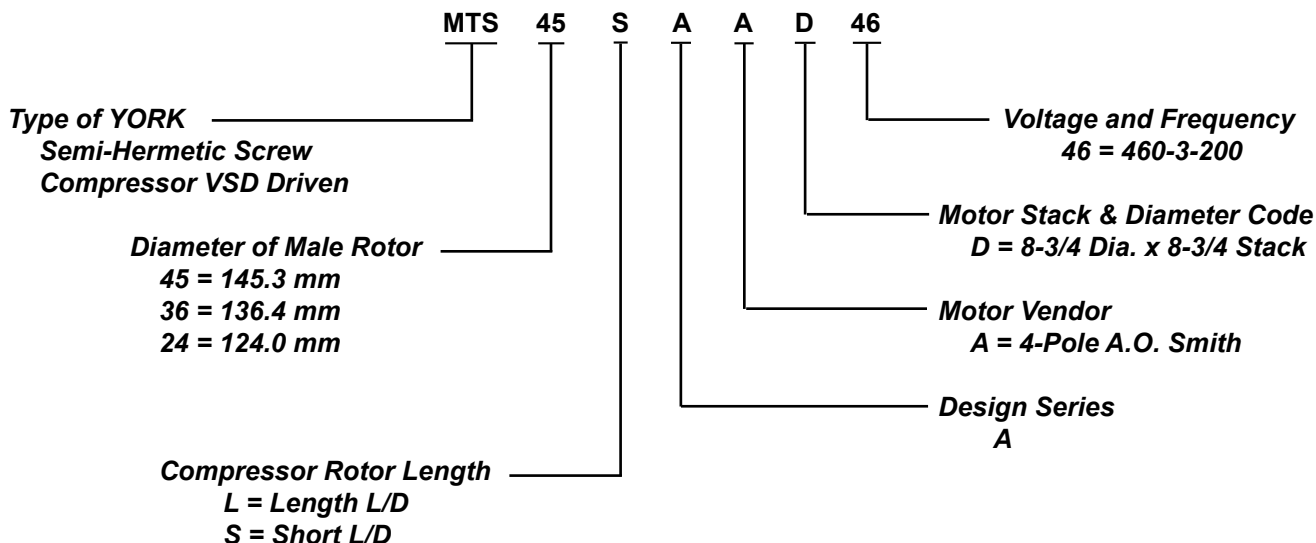 MTS 45 S A A D 46
Type of YORK
Semi-Hermetic Screw
Compressor VSD Driven
Voltage and Frequency
46 = 460-3-200
Motor Stack & Diameter Code
D = 8-3/4 Dia. x 8-3/4 Stack
Diameter of Male Rotor
45 = 145.3 mm
36 = 136.4 mm
24 = 124.0 mm
Motor Vendor
A = 4-Pole A.O. Smith
Design Series
A
Compressor Rotor Length
L = Length L/D
S = Short L/D